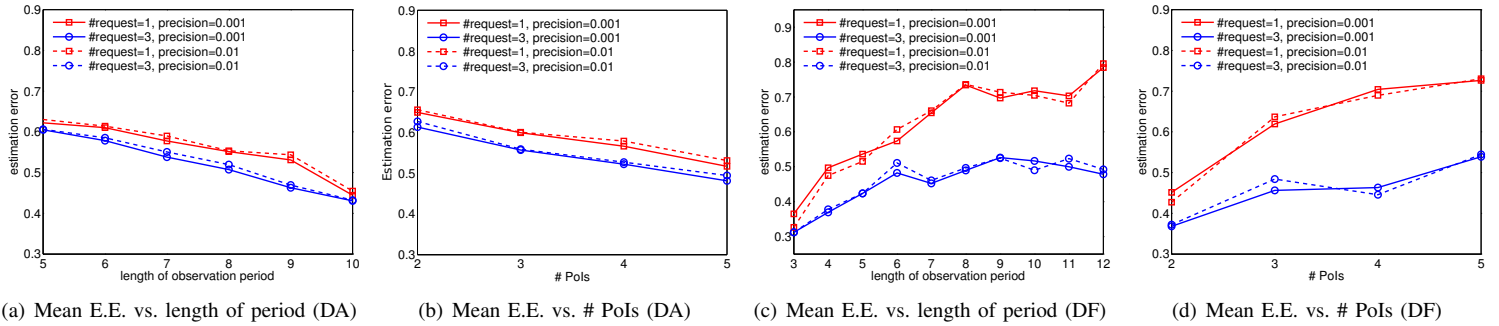 0.9
0.8
0.7
0.6
0.5
0.4
0.3
estimation error
#request=1, precision=0.001
#request=3, precision=0.001
#request=1, precision=0.01
#request=3, precision=0.01
5 6 7 8 9 10
length of observation period
(a) Mean E.E. vs. length of period (DA)
0.9
0.8
0.7
0.6
0.5
0.4
0.3
Estimation error
#request=1, precision=0.001
#request=3, precision=0.001
#request=1, precision=0.01
#request=3, precision=0.01
2 3 4 5
# PoIs
(b) Mean E.E. vs. # PoIs (DA)
0.9
0.8
0.7
0.6
0.5
0.4
0.3
estimation error
#request=1, precision=0.001
#request=3, precision=0.001
#request=1, precision=0.01
#request=3, precision=0.01
3 4 5 6 7 8 9 10 11 12
length of observation period
(c) Mean E.E. vs. length of period (DF)
0.9
0.8
0.7
0.6
0.5
0.4
0.3
estimation error
#request=1, precision=0.001
#request=3, precision=0.001
#request=1, precision=0.01
#request=3, precision=0.01
2 3 4 5
# PoIs
(d) Mean E.E. vs. # PoIs (DF)